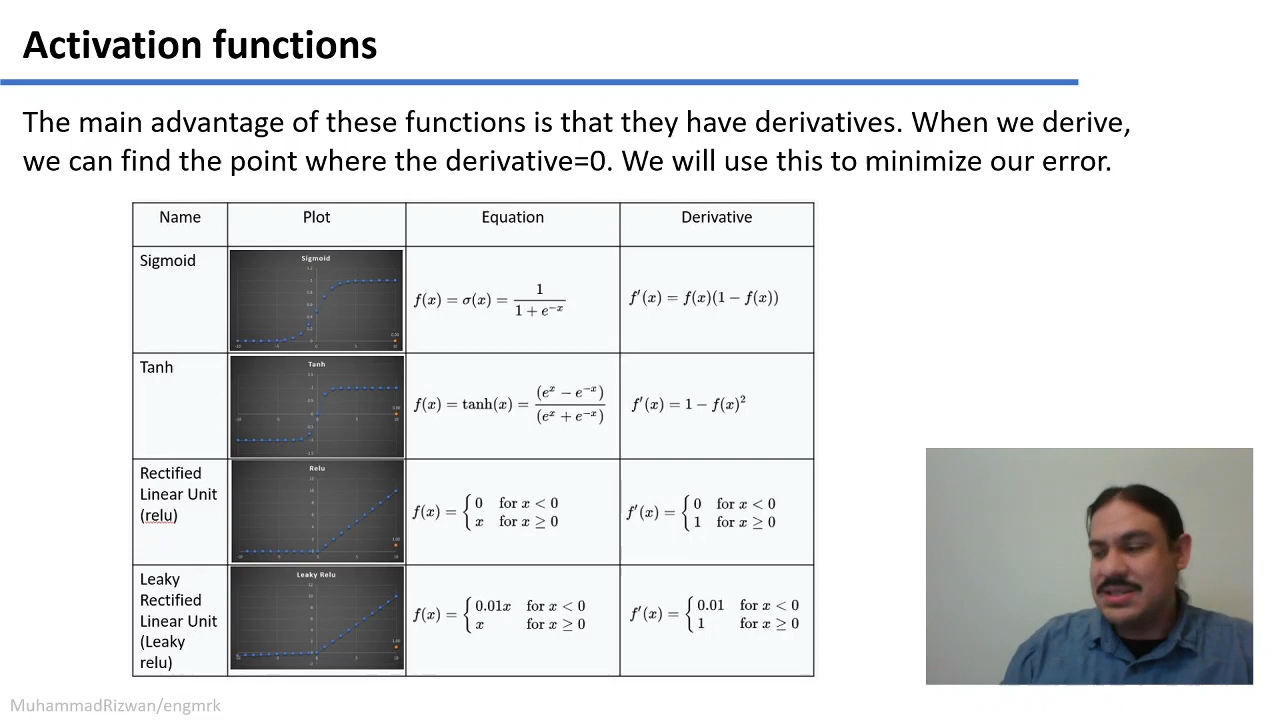 Activation functions
The main advantage of these functions is that they have derivatives. When we derive,
we can find the point where the derivative=0. We will use this to minimize our error.
Name Plot Equation Derivative
Sigmoid
Sigmoid
f(x) = σ(x) = 1 / (1 + e^{-x})
f'(x) = f(x)(1 − f(x))
Tanh
Tanh
f(x) = tanh(x) = (e^x − e^{-x}) / (e^x + e^{-x})
f'(x) = 1 − f(x)^2
Rectified
Linear Unit
(relu)
Relu
f(x) = { 0 for x < 0
x for x ≥ 0
f'(x) = { 0 for x < 0
1 for x ≥ 0
Leaky
Rectified
Linear Unit
(Leaky
relu)
Leaky Relu
f(x) = { 0.01x for x < 0
x for x ≥ 0
f'(x) = { 0.01 for x < 0
1 for x ≥ 0
MuhammadRizwan/engmrk